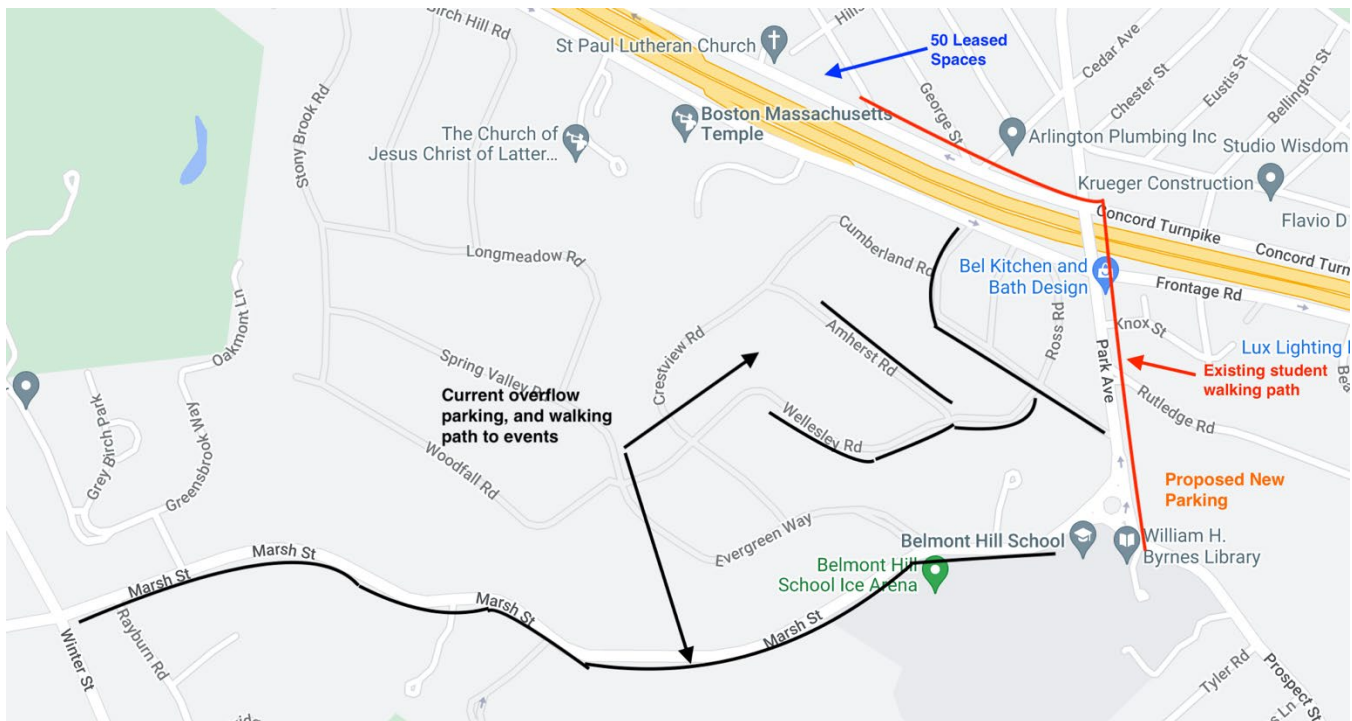 Birch Hill Rd
St Paul Lutheran Church
Hills
50 Leased
Spaces
Cedar Ave
Chester St
Eustis St
Bellington St
Stony Brook Rd
The Church of
Jesus Christ of Latter...
Boston Massachusetts
Temple
George St
Arlington Plumbing Inc
Studio Wisdom
Krueger Construction
Flavio D
Concord Turnpike
Concord Turn
Longmeadow Rd
Cumberland Rd
Bel Kitchen and
Bath Design
Frontage Rd
Oakmont Ln
Crestview Rd
Amherst Rd
Ross Rd
Knox St
Lux Lighting
Park Ave
Existing student
walking path
Rutledge Rd
Spring Valley Rd
Current overflow
parking, and walking
path to events
Wellesley Rd
Grey Birch Park
Greensbrook Way
Woodfall Rd
Proposed New
Parking
Evergreen Way
Belmont Hill School
William H.
Byrnes Library
Belmont Hill
School Ice Arena
Marsh St
Marsh St
Marsh St
Marsh St
Rayburn Rd
Winter St
Tyler Rd
Prospect St